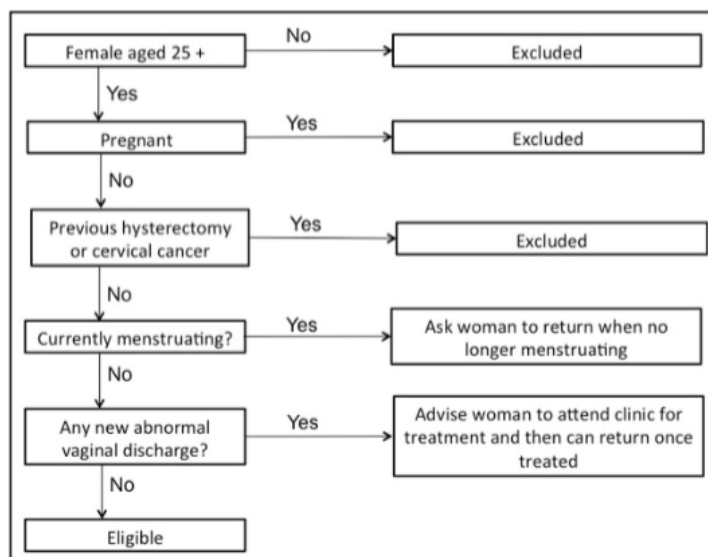 Female aged 25 +
No
Excluded
Yes
Pregnant
Yes
Excluded
No
Previous hysterectomy
or cervical cancer
Yes
Excluded
No
Currently menstruating?
Yes
Ask woman to return when no
longer menstruating
No
Any new abnormal
vaginal discharge?
Yes
Advise woman to attend clinic for
treatment and then can return once
treated
No
Eligible